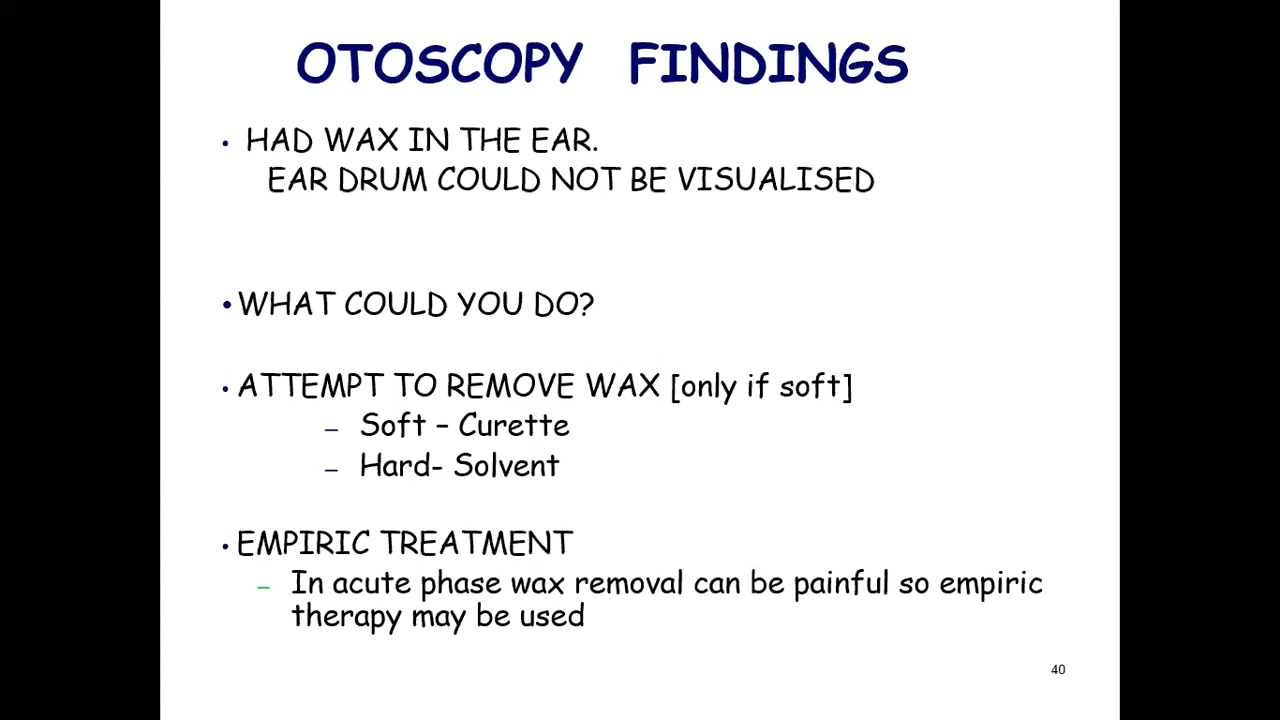 OTOSCOPY FINDINGS
• HAD WAX IN THE EAR.
EAR DRUM COULD NOT BE VISUALISED
• WHAT COULD YOU DO?
• ATTEMPT TO REMOVE WAX [only if soft]
– Soft – Curette
– Hard- Solvent
• EMPIRIC TREATMENT
– In acute phase wax removal can be painful so empiric
therapy may be used
40